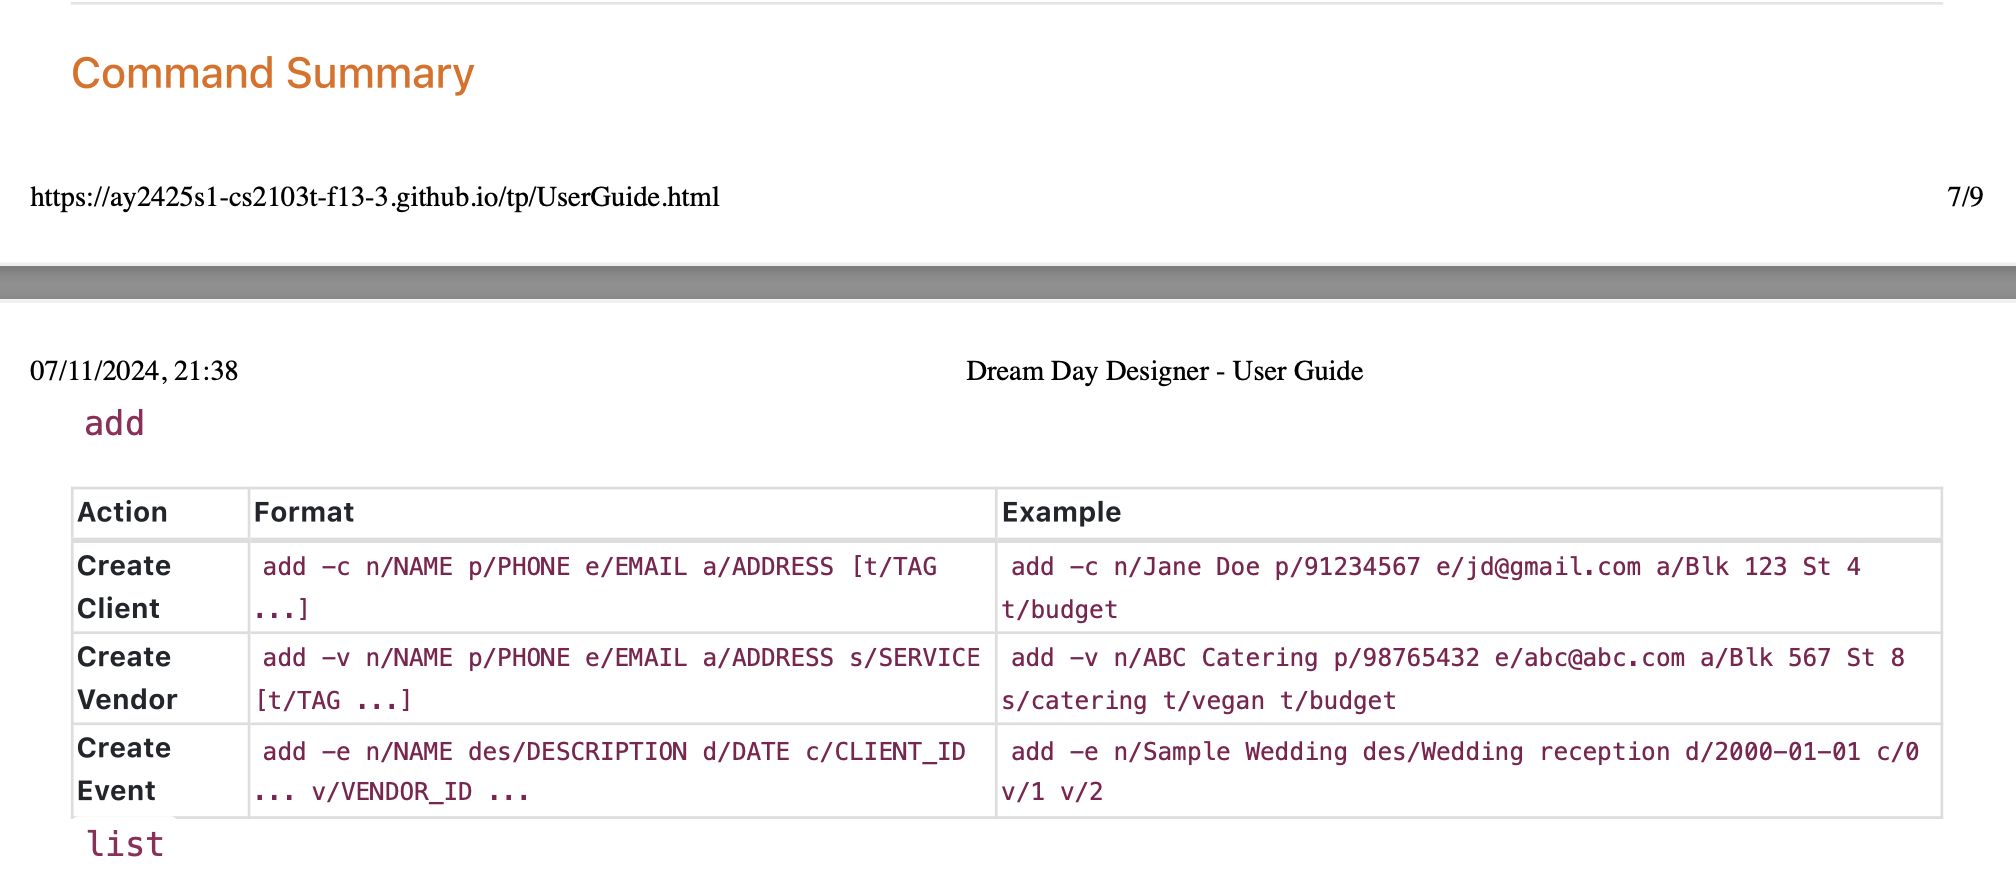 Command Summary
https://ay2425s1-cs2103t-f13-3.github.io/tp/UserGuide.html 7/9
07/11/2024, 21:38 Dream Day Designer - User Guide
add
Action Format Example
Create Client add -c n/NAME p/PHONE e/EMAIL a/ADDRESS [t/TAG ...] add -c n/Jane Doe p/91234567 e/jd@gmail.com a/Blk 123 St 4 t/budget
Create Vendor add -v n/NAME p/PHONE e/EMAIL a/ADDRESS s/SERVICE [t/TAG ...] add -v n/ABC Catering p/98765432 e/abc@abc.com a/Blk 567 St 8 s/catering t/vegan t/budget
Create Event add -e n/NAME des/DESCRIPTION d/DATE c/CLIENT_ID ... v/VENDOR_ID ... add -e n/Sample Wedding des/Wedding reception d/2000-01-01 c/0 v/1 v/2
list